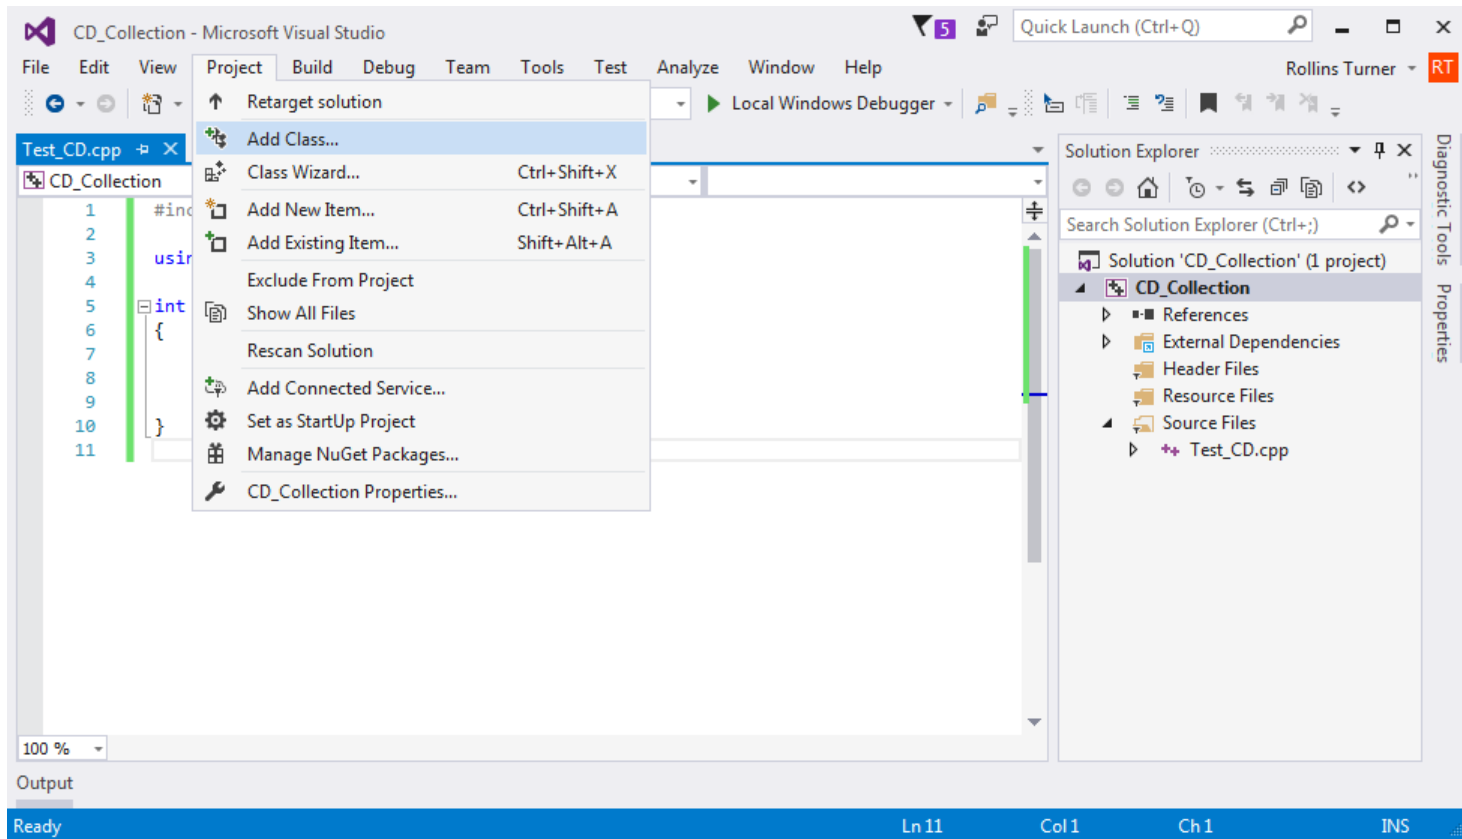 CD_Collection - Microsoft Visual Studio
5
Quick Launch (Ctrl+Q)
File Edit View Project Build Debug Team Tools Test Analyze Window Help
Rollins Turner
RT
Retarget solution
Local Windows Debugger
Add Class...
Class Wizard... Ctrl+Shift+X
Add New Item... Ctrl+Shift+A
Add Existing Item... Shift+Alt+A
Exclude From Project
Show All Files
Rescan Solution
Add Connected Service...
Set as StartUp Project
Manage NuGet Packages...
CD_Collection Properties...
Test_CD.cpp
CD_Collection
1 #inc
2
3 usin
4
5 int
6 {
7
8
9
10 }
11
100 %
Solution Explorer
Search Solution Explorer (Ctrl+;)
Solution 'CD_Collection' (1 project)
CD_Collection
References
External Dependencies
Header Files
Resource Files
Source Files
Test_CD.cpp
Diagnostic Tools
Properties
Output
Ready Ln 11 Col 1 Ch 1 INS